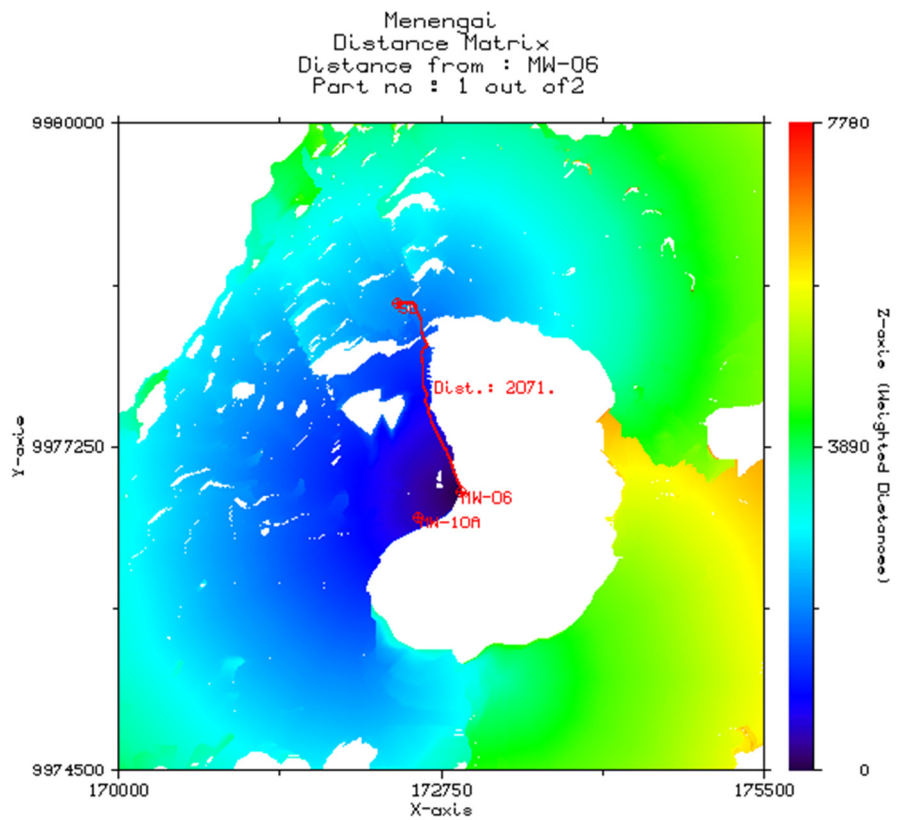 Menengai
Distance Matrix
Distance from : MW-06
Part no : 1 out of2
9980000
7780
Dist.: 2071.
Y-axis
9977250
3890
Z-axis (Weighted Distances)
MW-06
MW-10A
9974500
0
170000
172750
175500
X-axis